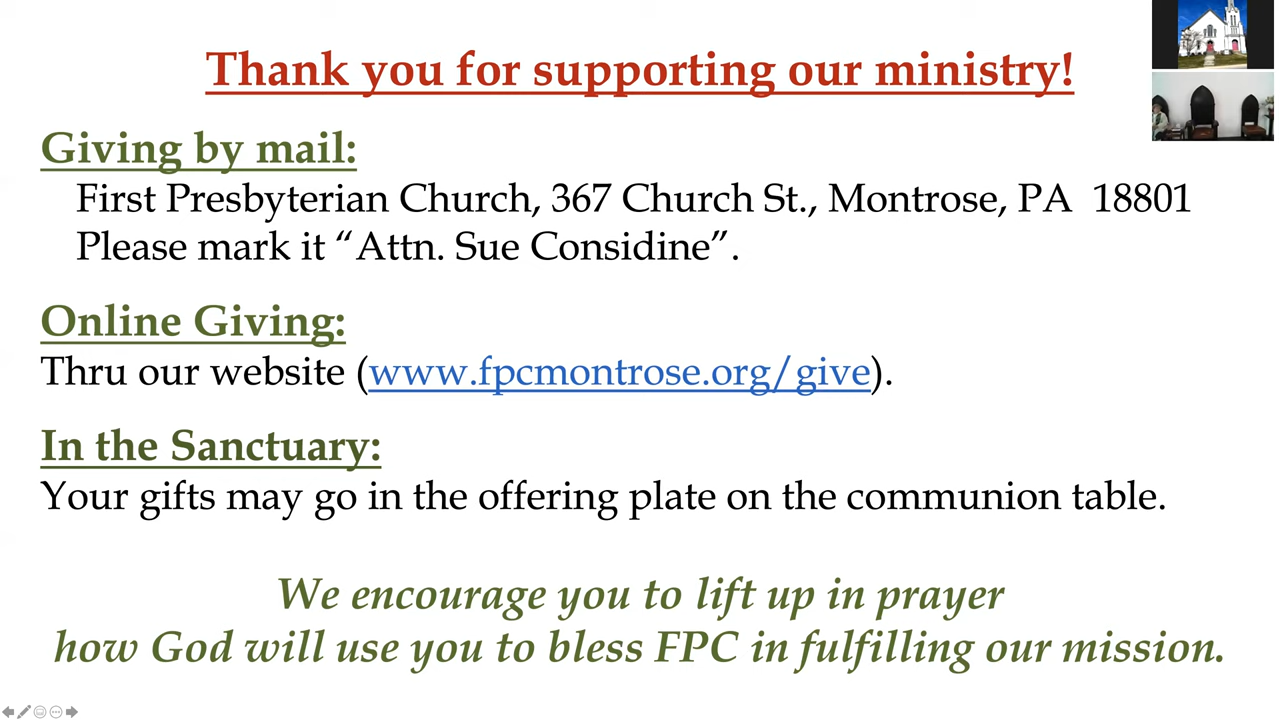 Thank you for supporting our ministry!
Giving by mail:
First Presbyterian Church, 367 Church St., Montrose, PA 18801
Please mark it “Attn. Sue Considine”.
Online Giving:
Thru our website (www.fpcmontrose.org/give).
In the Sanctuary:
Your gifts may go in the offering plate on the communion table.
We encourage you to lift up in prayer
how God will use you to bless FPC in fulfilling our mission.